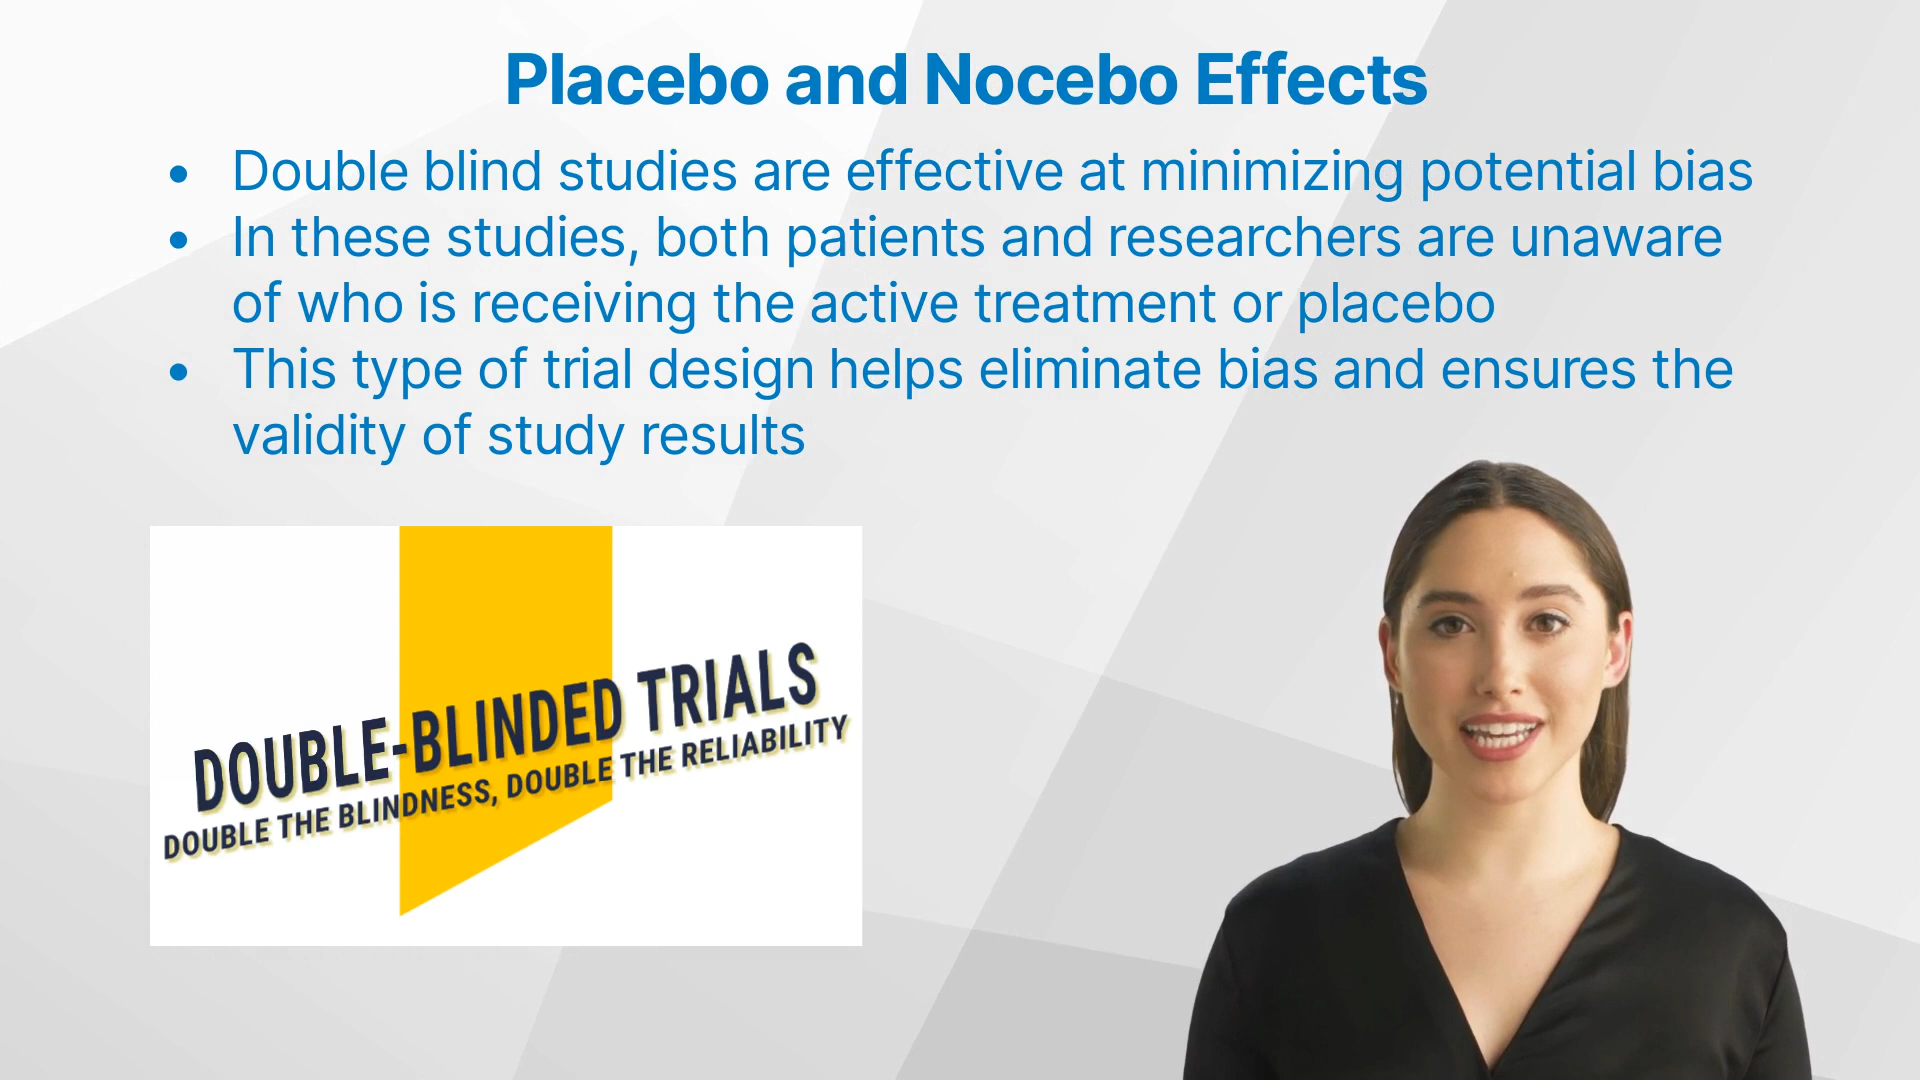 Placebo and Nocebo Effects
• Double blind studies are effective at minimizing potential bias
• In these studies, both patients and researchers are unaware
of who is receiving the active treatment or placebo
• This type of trial design helps eliminate bias and ensures the
validity of study results
DOUBLE-BLINDED TRIALS
DOUBLE THE BLINDNESS, DOUBLE THE RELIABILITY